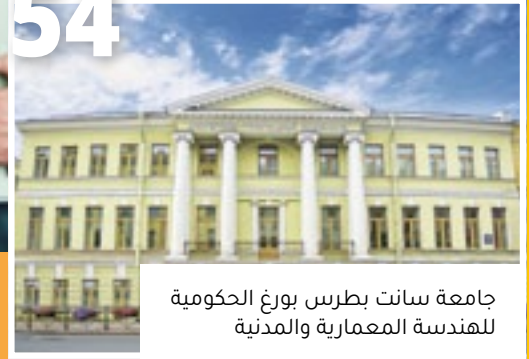 54
جامعة سانت بطرس بورغ الحكومية
للهندسة المعمارية والمدنية